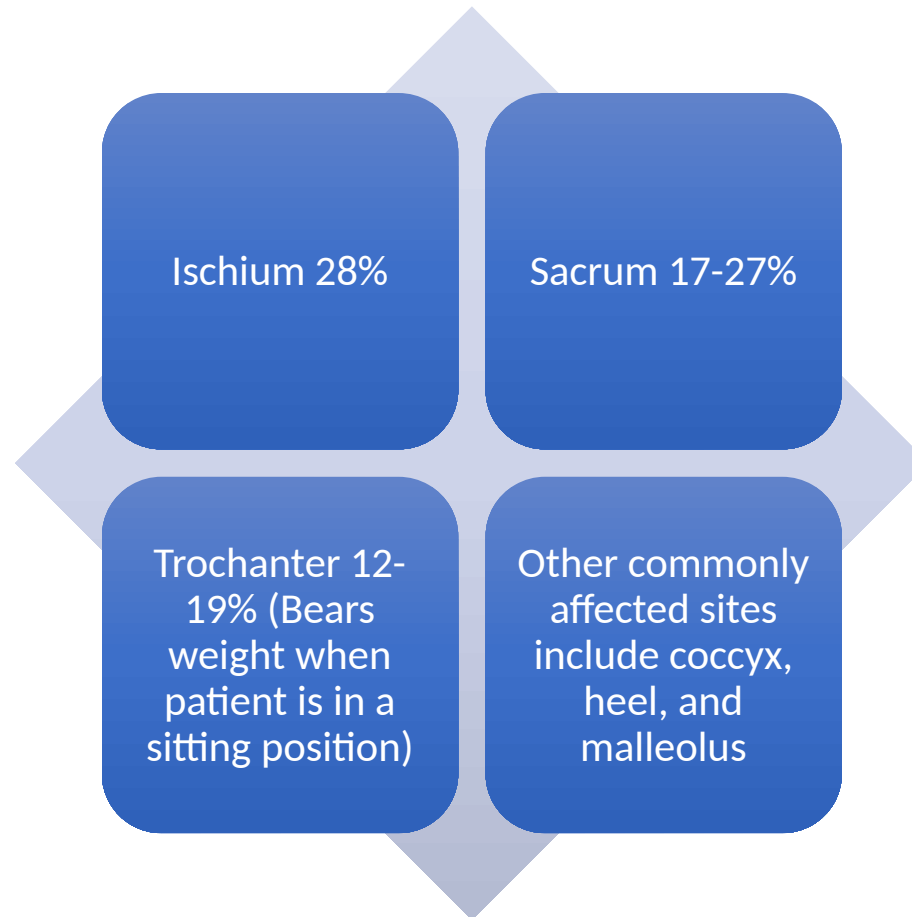 Ischium 28%
Sacrum 17-27%
Trochanter 12-
19% (Bears
weight when
patient is in a
sitting position)
Other commonly
affected sites
include coccyx,
heel, and
malleolus